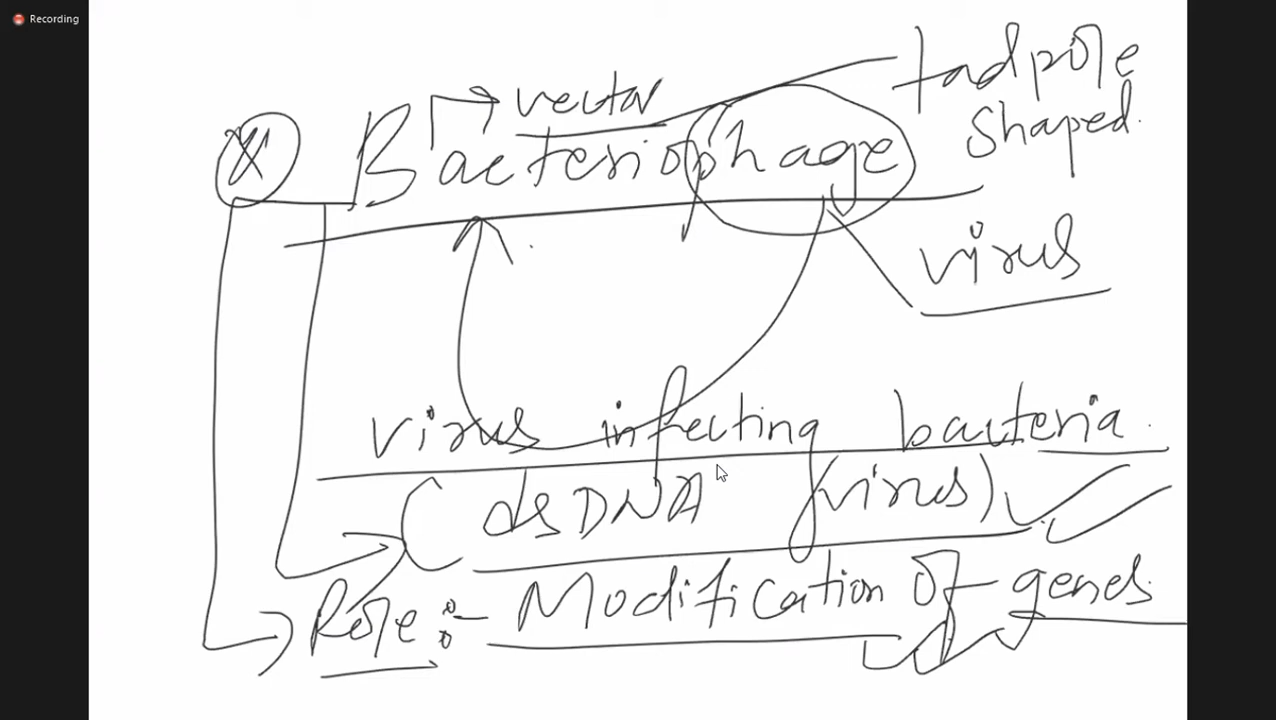 Recording
vector
tadpole
shaped.
Bacteriophage
virus
virus infecting bacteria.
(dsDNA (virus)
Role:- Modification of genes.